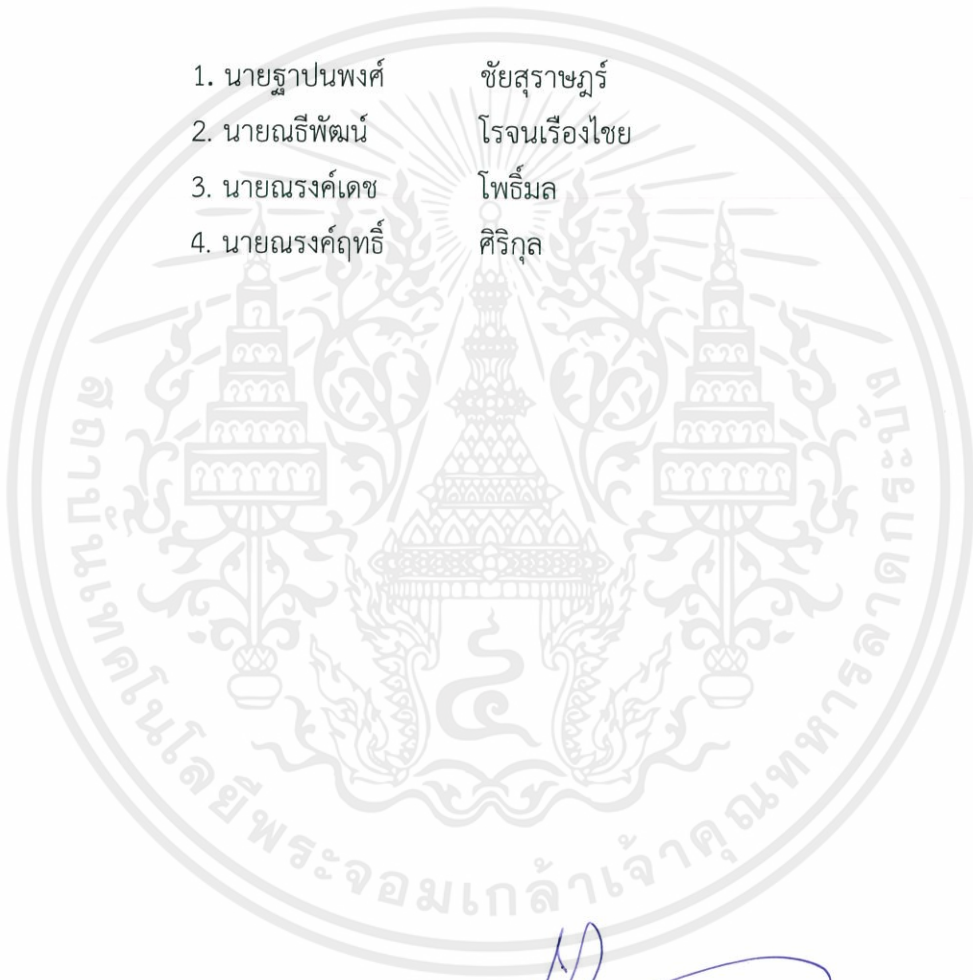 1. นายฐาปนพงศ์ ชัยสุราษฎร์
2. นายณธีพัฒน์ โรจนเรืองไชย
3. นายณรงค์เดช โพธิ์มล
4. นายณรงค์ฤทธิ์ ศิริกุล
สถาบันเทคโนโลยีพระจอมเกล้าเจ้าคุณทหารลาดกระบัง
๔